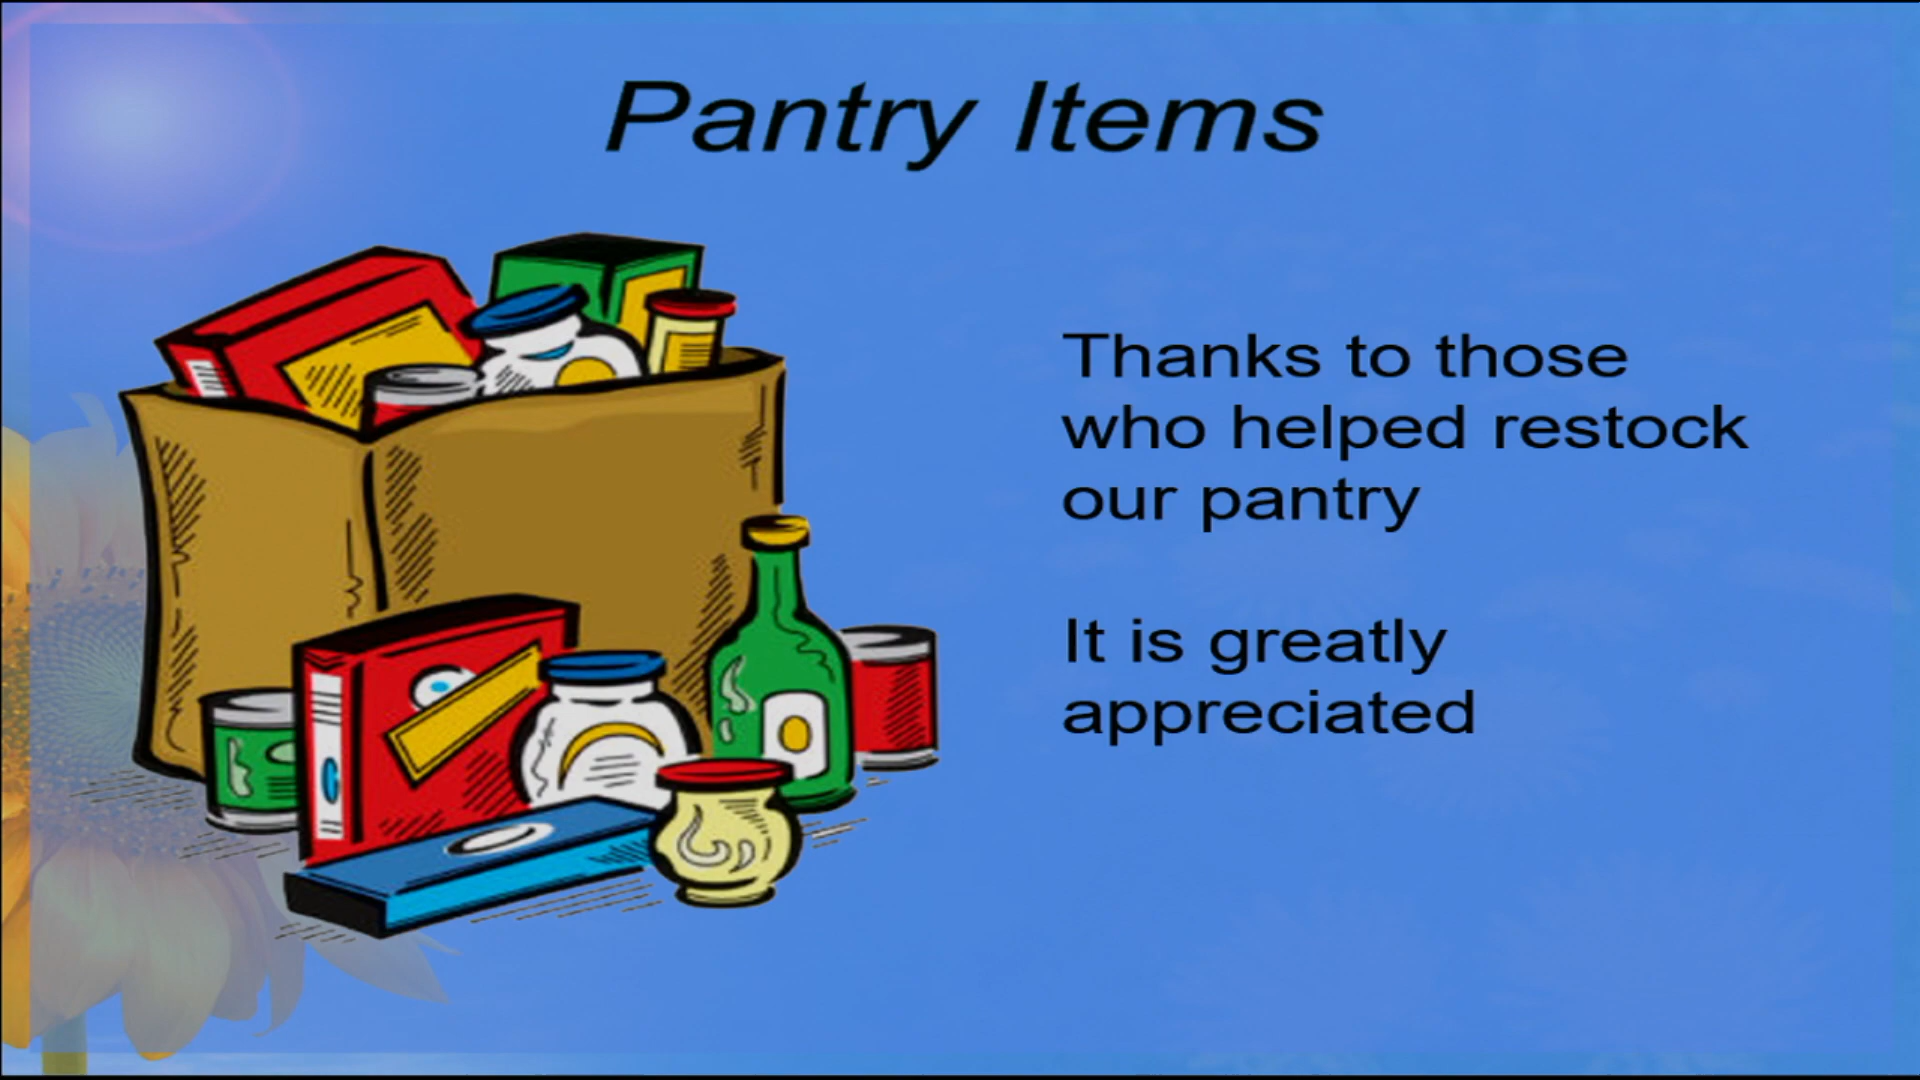 Pantry Items
Thanks to those
who helped restock
our pantry
It is greatly
appreciated